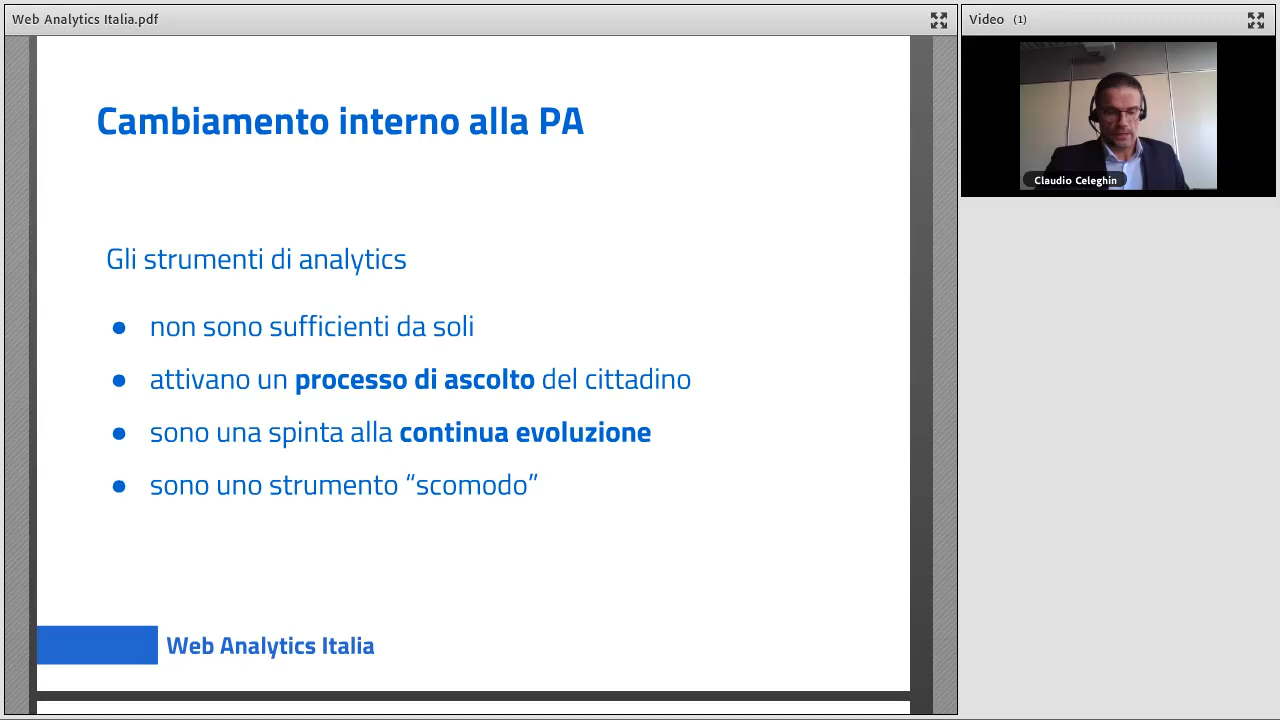 Web Analytics Italia.pdf
Video (1)
Claudio Celeghin
Cambiamento interno alla PA
Gli strumenti di analytics
● non sono sufficienti da soli
● attivano un processo di ascolto del cittadino
● sono una spinta alla continua evoluzione
● sono uno strumento “scomodo”
Web Analytics Italia